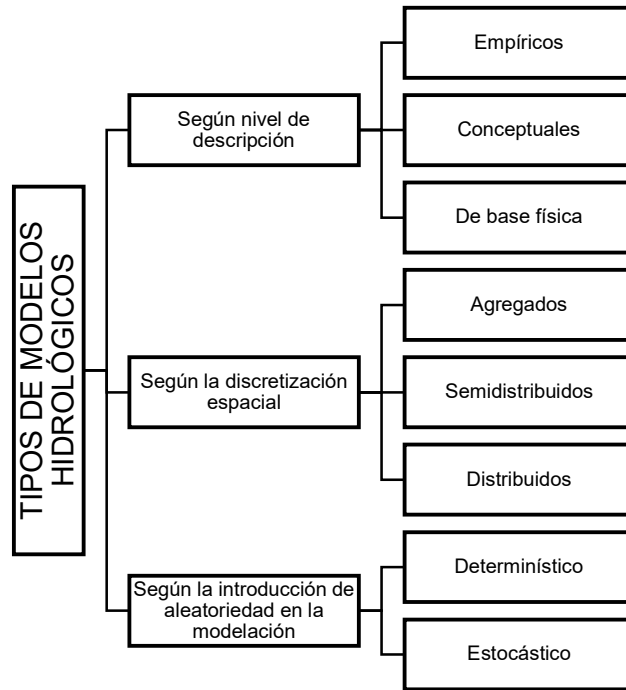 TIPOS DE MODELOS
HIDROLÓGICOS
Según nivel de
descripción
Empíricos
Conceptuales
De base física
Según la discretización
espacial
Agregados
Semidistribuidos
Distribuidos
Según la introducción de
aleatoriedad en la
modelación
Determinístico
Estocástico